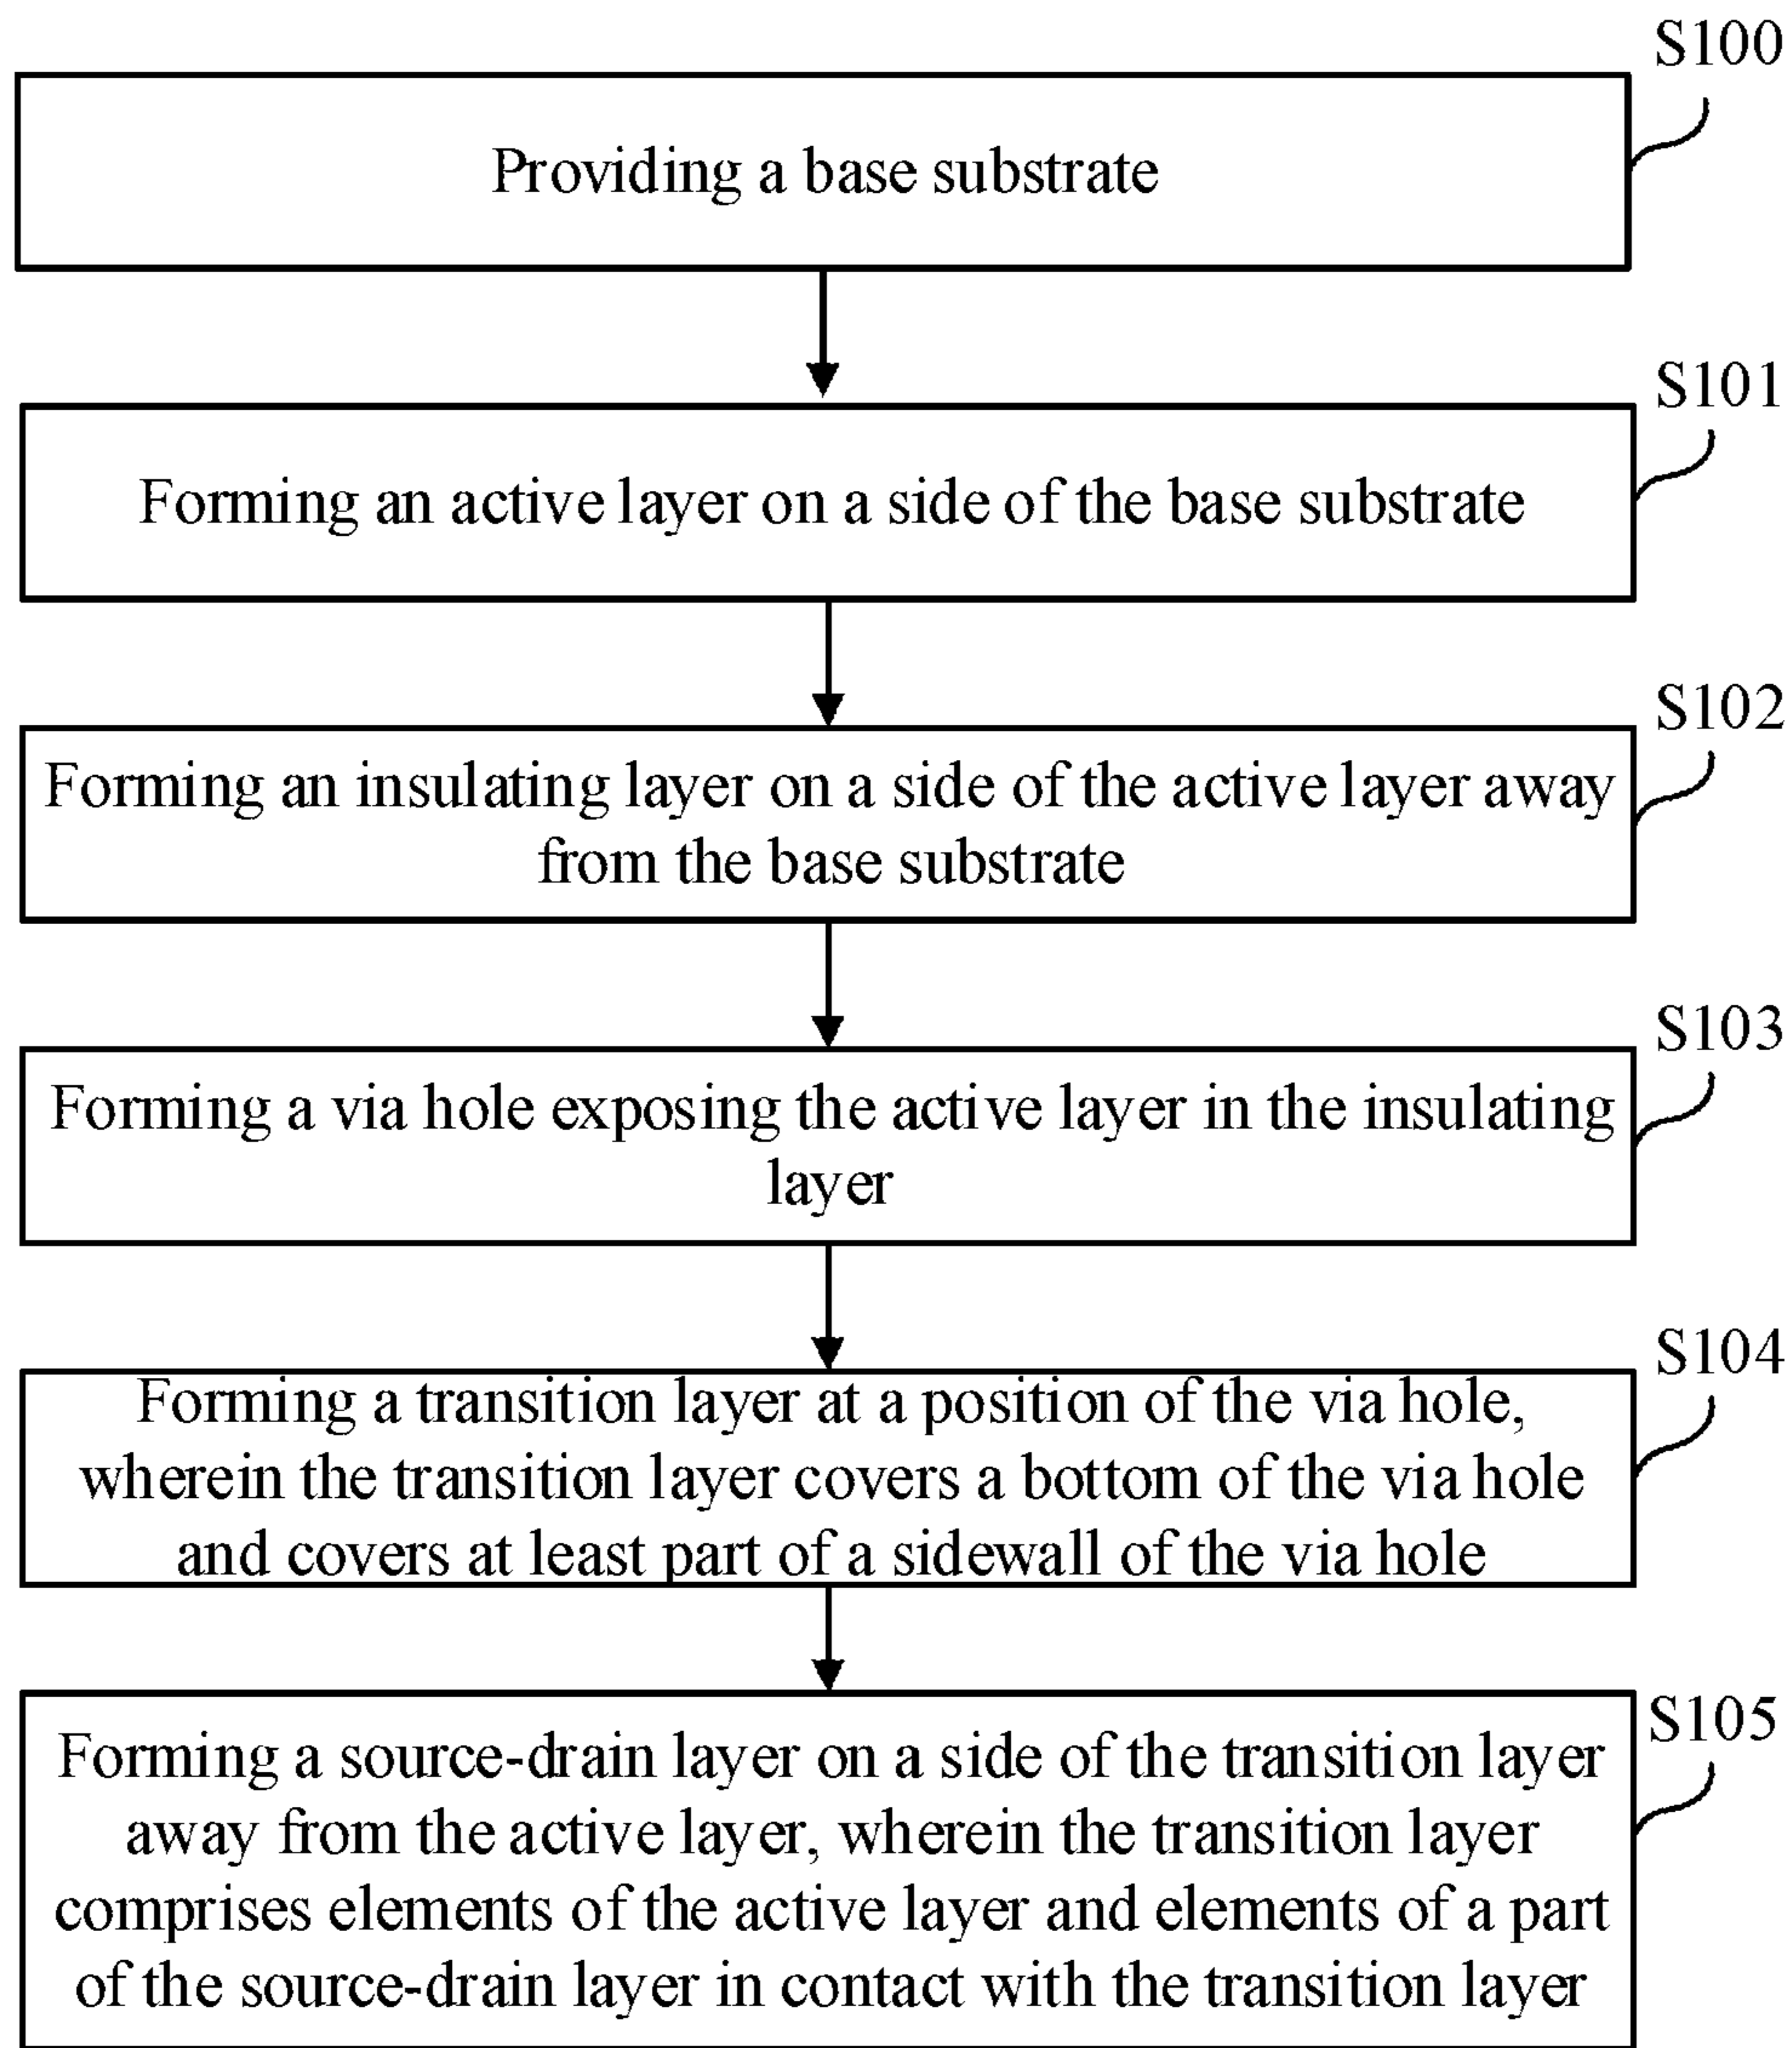 S100
Providing a base substrate
S101
Forming an active layer on a side of the base substrate
S102
Forming an insulating layer on a side of the active layer away
from the base substrate
S103
Forming a via hole exposing the active layer in the insulating
layer
S104
Forming a transition layer at a position of the via hole,
wherein the transition layer covers a bottom of the via hole
and covers at least part of a sidewall of the via hole
S105
Forming a source-drain layer on a side of the transition layer
away from the active layer, wherein the transition layer
comprises elements of the active layer and elements of a part
of the source-drain layer in contact with the transition layer